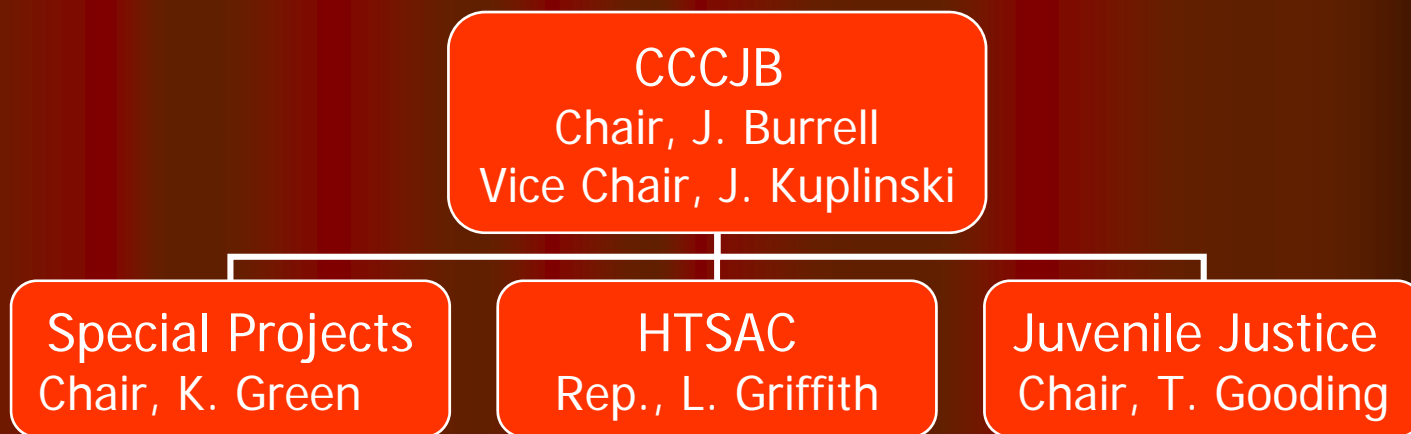 CCCJB
Chair, J. Burrell
Vice Chair, J. Kuplinski
Special Projects
Chair, K. Green
HTSAC
Rep., L. Griffith
Juvenile Justice
Chair, T. Gooding